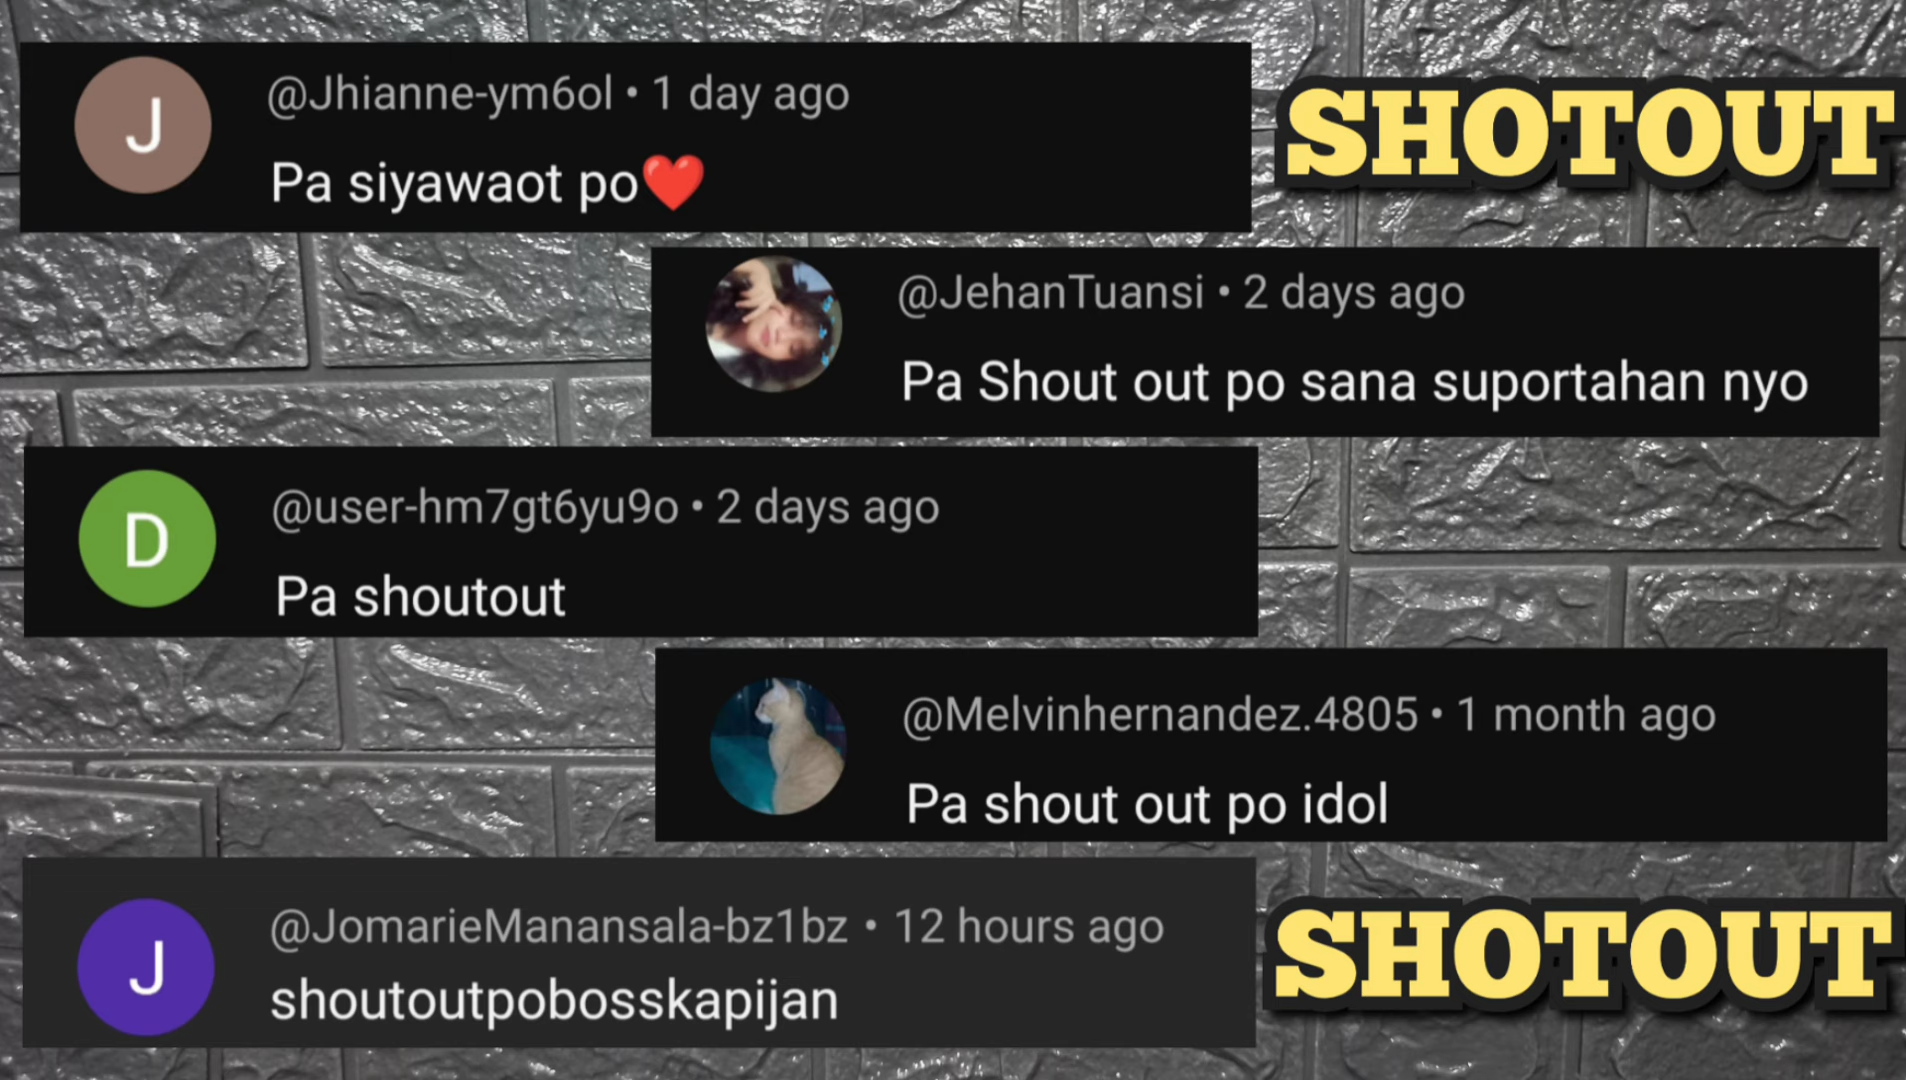 J
@Jhianne-ym6ol • 1 day ago
Pa siyawaot po❤️
SHOTOUT
@JehanTuansi • 2 days ago
Pa Shout out po sana suportahan nyo
D
@user-hm7gt6yu9o • 2 days ago
Pa shoutout
@Melvinhernandez.4805 • 1 month ago
Pa shout out po idol
J
@JomarieManansala-bz1bz • 12 hours ago
shoutoutpobosskapijan
SHOTOUT